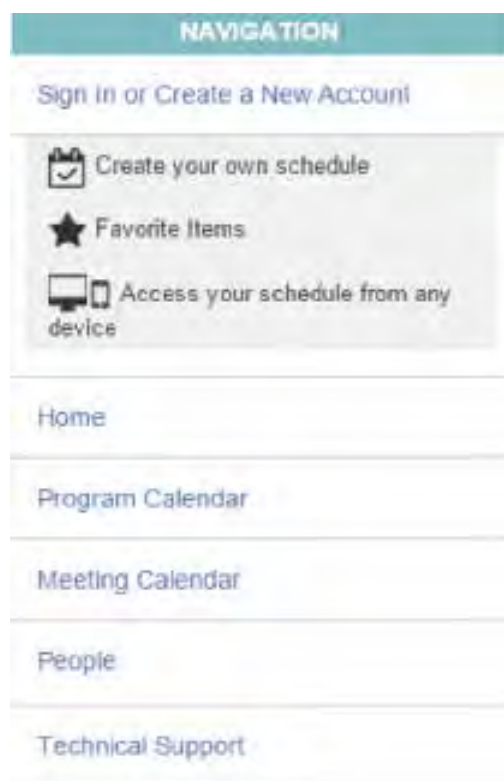 NAVIGATION
Sign In or Create a New Account
Create your own schedule
Favorite Items
Access your schedule from any
device
Home
Program Calendar
Meeting Calendar
People
Technical Support